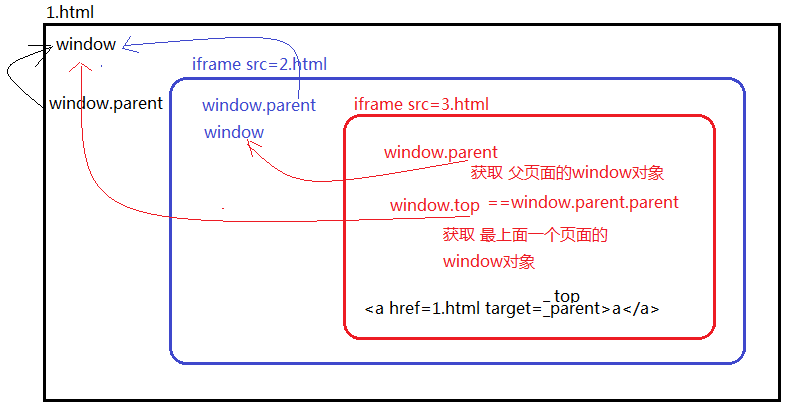 1.html
window
iframe src=2.html
window.parent
window.parent
iframe src=3.html
window
window.parent
获取 父页面的window对象
window.top ==window.parent.parent
获取 最上面一个页面的
window对象
_top
<a href=1.html target=_parent>a</a>